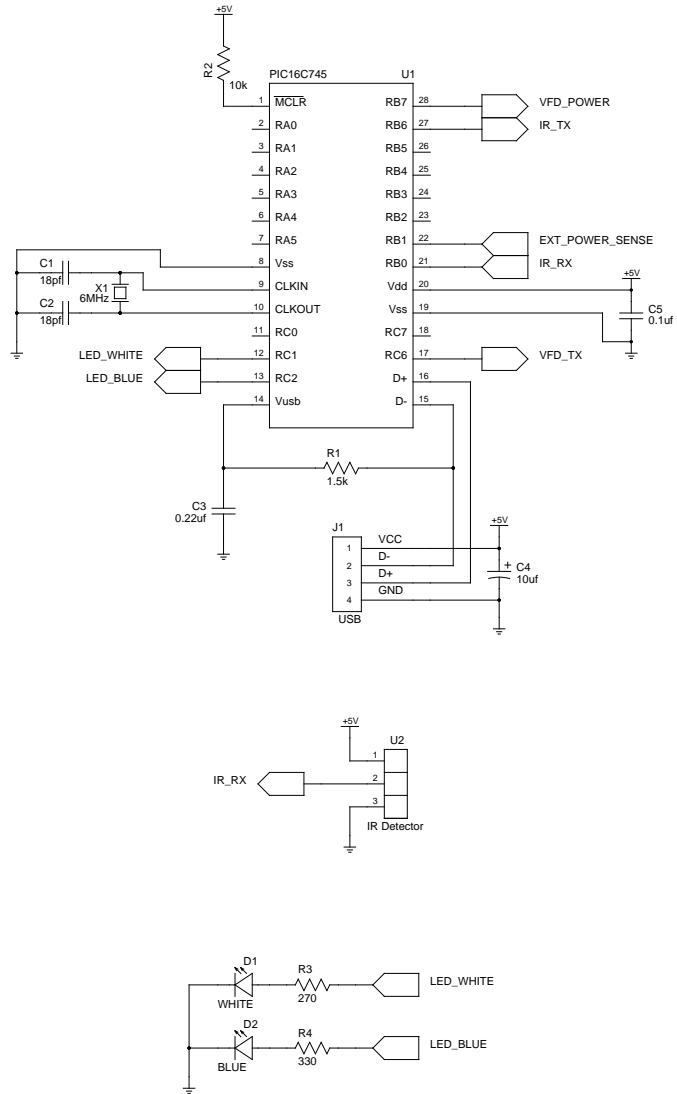 +5V
R2
10k
PIC16C745 U1
1 MCLR RB7 28 VFD_POWER
2 RA0 RB6 27 IR_TX
3 RA1 RB5 26
4 RA2 RB4 25
5 RA3 RB3 24
6 RA4 RB2 23
7 RA5 RB1 22 EXT_POWER_SENSE
8 Vss RB0 21 IR_RX
9 CLKIN Vdd 20 +5V
10 CLKOUT Vss 19
11 RC0 RC7 18
12 RC1 RC6 17 VFD_TX
13 RC2 D+ 16
14 Vusb D- 15
C1
18pf
X1
6MHz
C2
18pf
C5
0.1uf
LED_WHITE
LED_BLUE
R1
1.5k
C3
0.22uf
J1
+5V
1 VCC
2 D-
3 D+
4 GND
USB
+ C4
10uf
+5V
U2
1
IR_RX 2
3
IR Detector
D1
WHITE
R3
270
LED_WHITE
D2
BLUE
R4
330
LED_BLUE